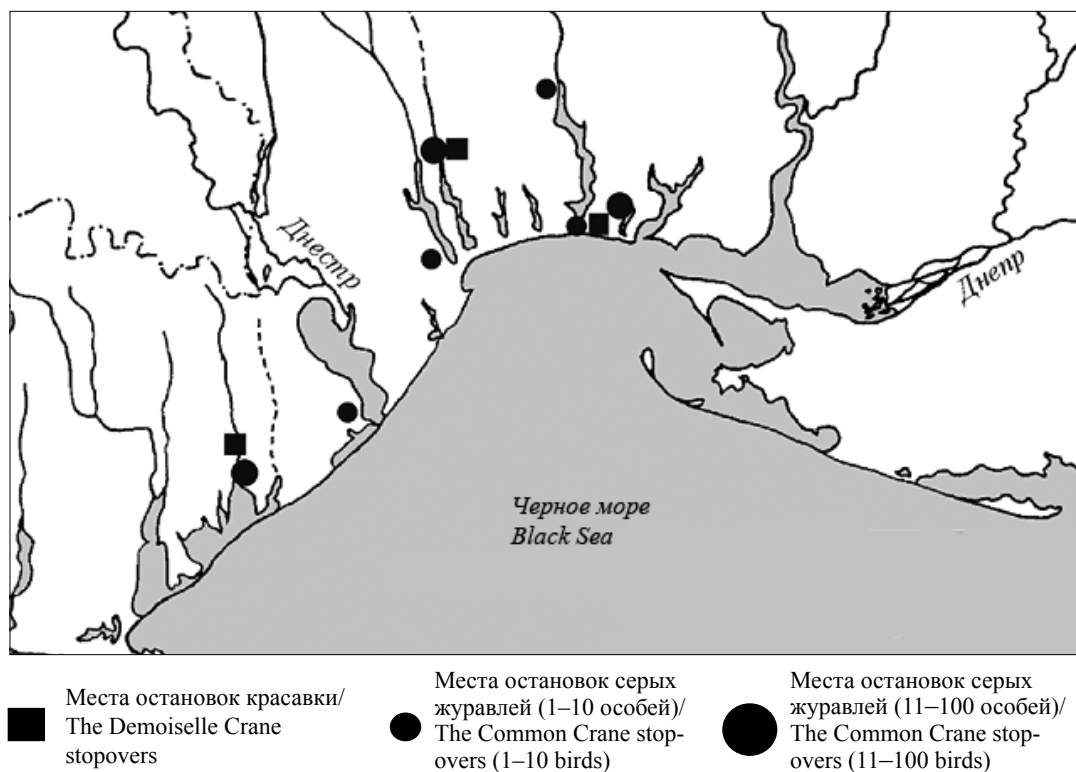 Днестр
Днепр
Черное море
Black Sea
Места остановок красавки/
The Demoiselle Crane
stopovers
Места остановок серых
журавлей (1–10 особей)/
The Common Crane stop-
overs (1–10 birds)
Места остановок серых
журавлей (11–100 особей)/
The Common Crane stop-
overs (11–100 birds)